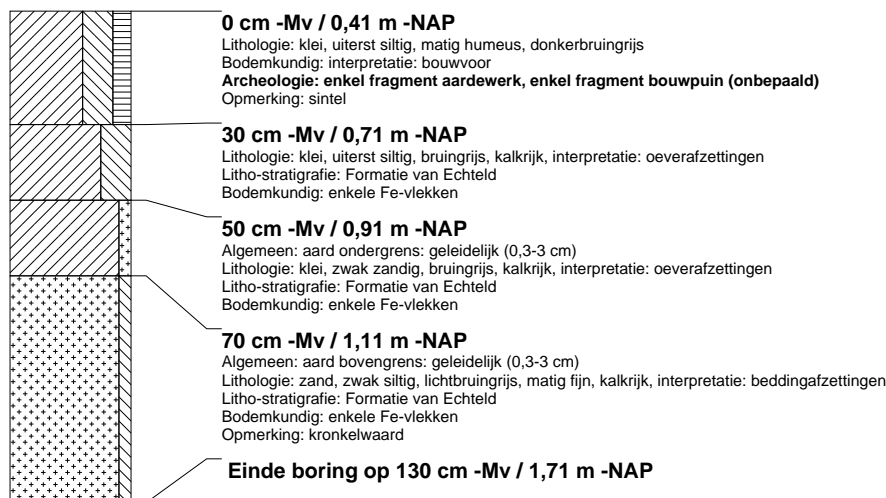 0 cm -Mv / 0,41 m -NAP
Lithologie: klei, uiterst siltig, matig humeus, donkerbruingrijs
Bodemkundig: interpretatie: bouwvoor
Archeologie: enkel fragment aardewerk, enkel fragment bouwpuin (onbepaald)
Opmerking: sintel
30 cm -Mv / 0,71 m -NAP
Lithologie: klei, uiterst siltig, bruingrijs, kalkrijk, interpretatie: oeverafzettingen
Litho-stratigrafie: Formatie van Echteld
Bodemkundig: enkele Fe-vlekken
50 cm -Mv / 0,91 m -NAP
Algemeen: aard ondergrens: geleidelijk (0,3-3 cm)
Lithologie: klei, zwak zandig, bruingrijs, kalkrijk, interpretatie: oeverafzettingen
Litho-stratigrafie: Formatie van Echteld
Bodemkundig: enkele Fe-vlekken
70 cm -Mv / 1,11 m -NAP
Algemeen: aard bovengrens: geleidelijk (0,3-3 cm)
Lithologie: zand, zwak siltig, lichtbruingrijs, matig fijn, kalkrijk, interpretatie: beddingafzettingen
Litho-stratigrafie: Formatie van Echteld
Bodemkundig: enkele Fe-vlekken
Opmerking: kronkelwaard
Einde boring op 130 cm -Mv / 1,71 m -NAP